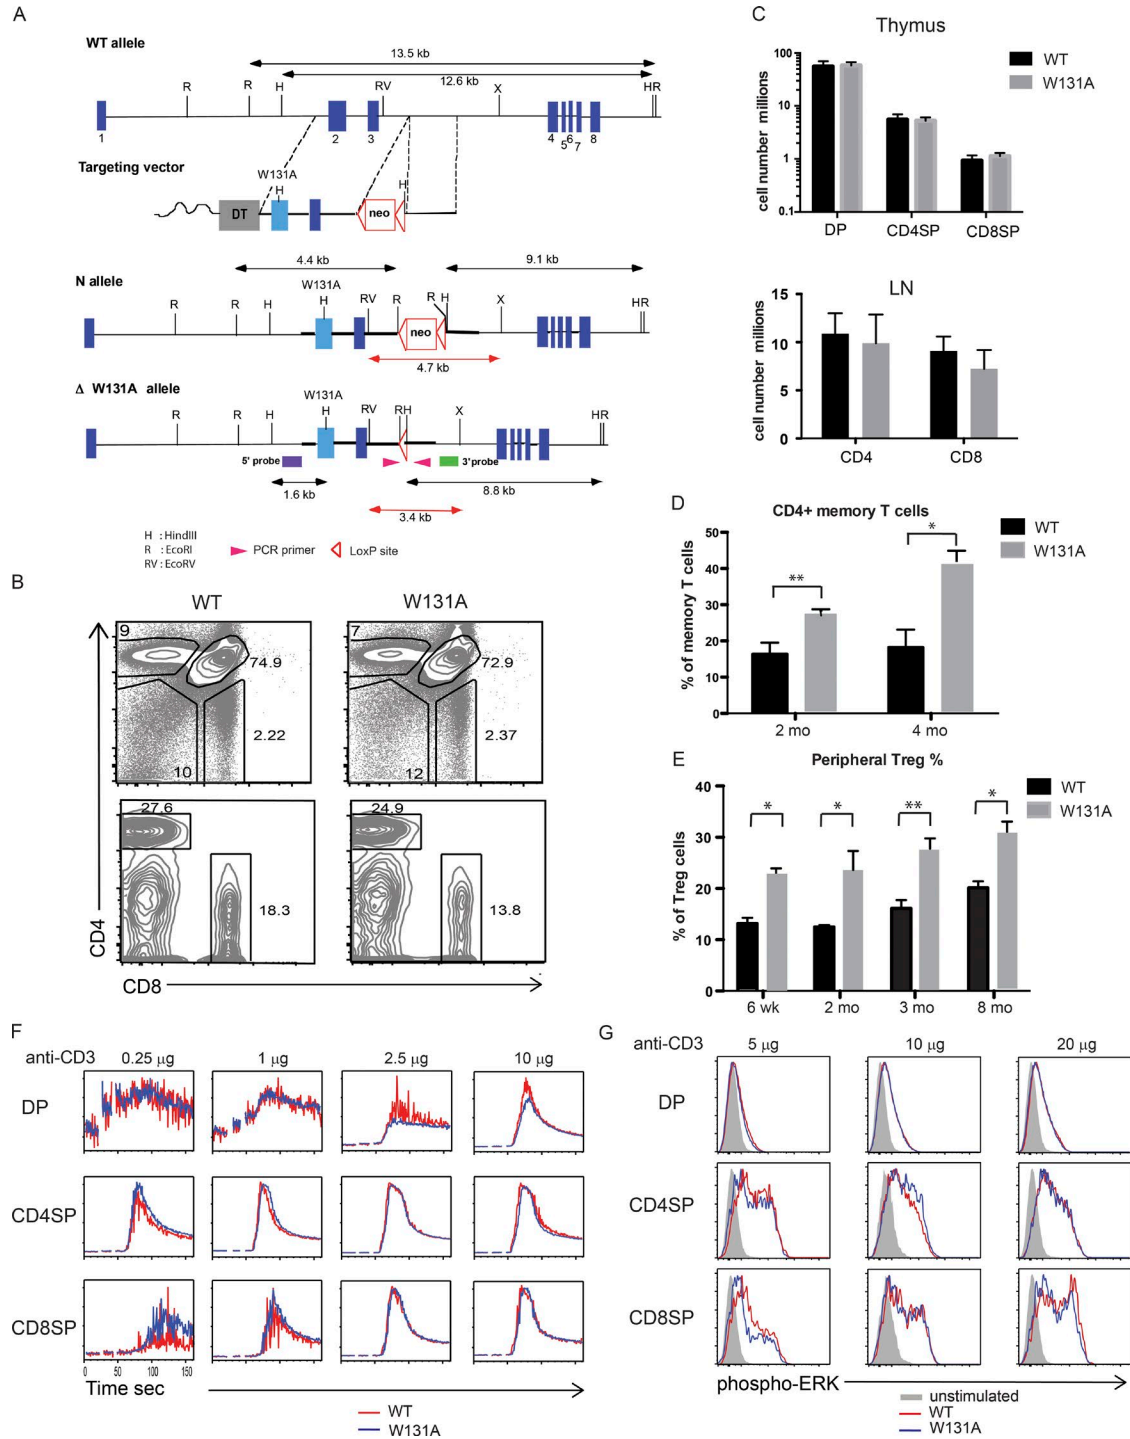 A
WT allele
13.5 kb
12.6 kb
R R H RV X HR
1 2 3 4 5 6 7 8
Targeting vector
W131A
H H
DT neo
4.4 kb 9.1 kb
N allele
W131A
R R H H RV R R H X HR
neo
4.7 kb
Δ W131A allele
W131A
R R H H RV RH X HR
5' probe 3'probe
1.6 kb 8.8 kb
3.4 kb
H : HindIII
R : EcoRI
RV : EcoRV
PCR primer
LoxP site
B
WT W131A
9 74.9 2.22 10
7 72.9 2.37 12
27.6 18.3
24.9 13.8
CD4
CD8
C
Thymus
WT
W131A
cell number millions
100
10
1
0.1
DP CD4SP CD8SP
LN
cell number millions
15
10
5
0
CD4 CD8
D
CD4+ memory T cells
WT
W131A
% of memory T cells
50
40
30
20
10
0
** *
2 mo 4 mo
E
Peripheral Treg %
WT
W131A
% of Treg cells
40
30
20
10
0
* * ** *
6 wk 2 mo 3 mo 8 mo
F
anti-CD3 0.25 µg 1 µg 2.5 µg 10 µg
DP
CD4SP
CD8SP
0 50 100 150
Time sec
WT
W131A
G
anti-CD3 5 µg 10 µg 20 µg
DP
CD4SP
CD8SP
phospho-ERK
unstimulated
WT
W131A